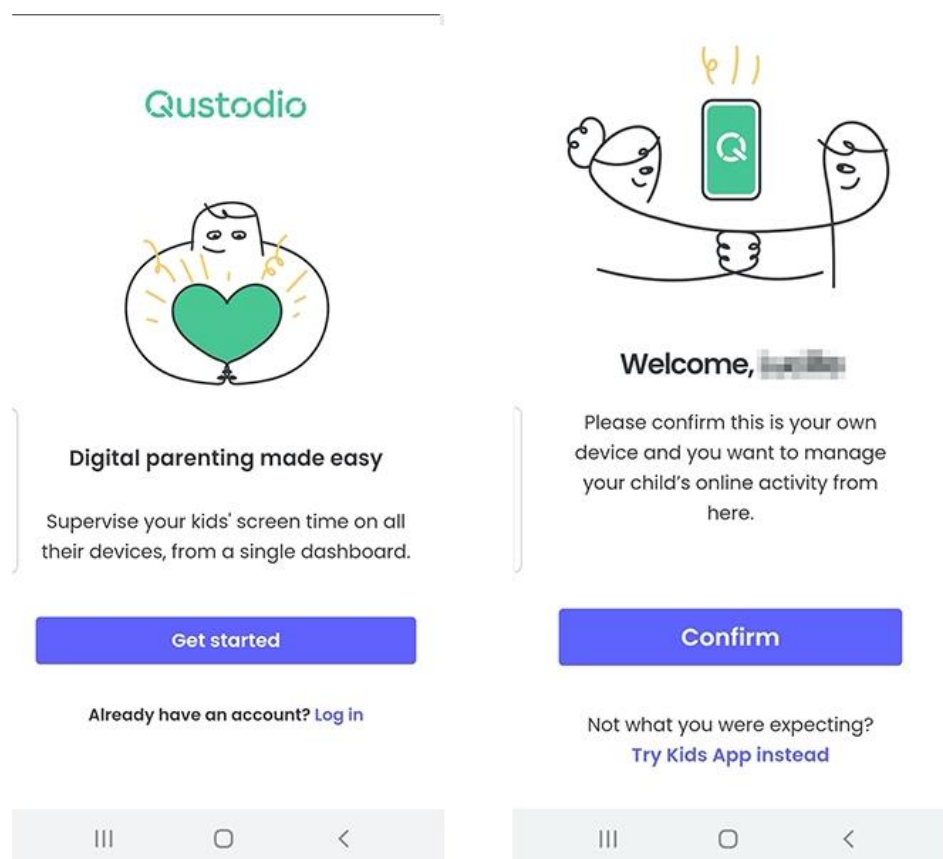 Qustodio
Digital parenting made easy
Supervise your kids' screen time on all
their devices, from a single dashboard.
Get started
Already have an account? Log in
Q
Welcome,
Please confirm this is your own
device and you want to manage
your child's online activity from
here.
Confirm
Not what you were expecting?
Try Kids App instead